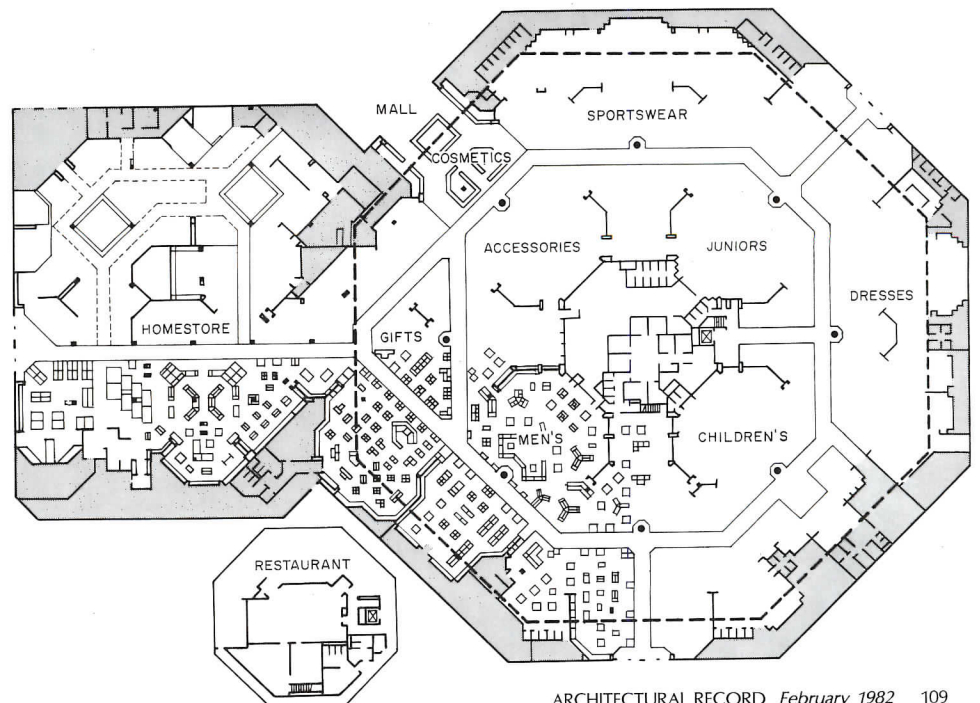 MALL
SPORTSWEAR
COSMETICS
ACCESSORIES
JUNIORS
DRESSES
HOMESTORE
GIFTS
MEN'S
CHILDREN'S
RESTAURANT
ARCHITECTURAL RECORD February 1982 109